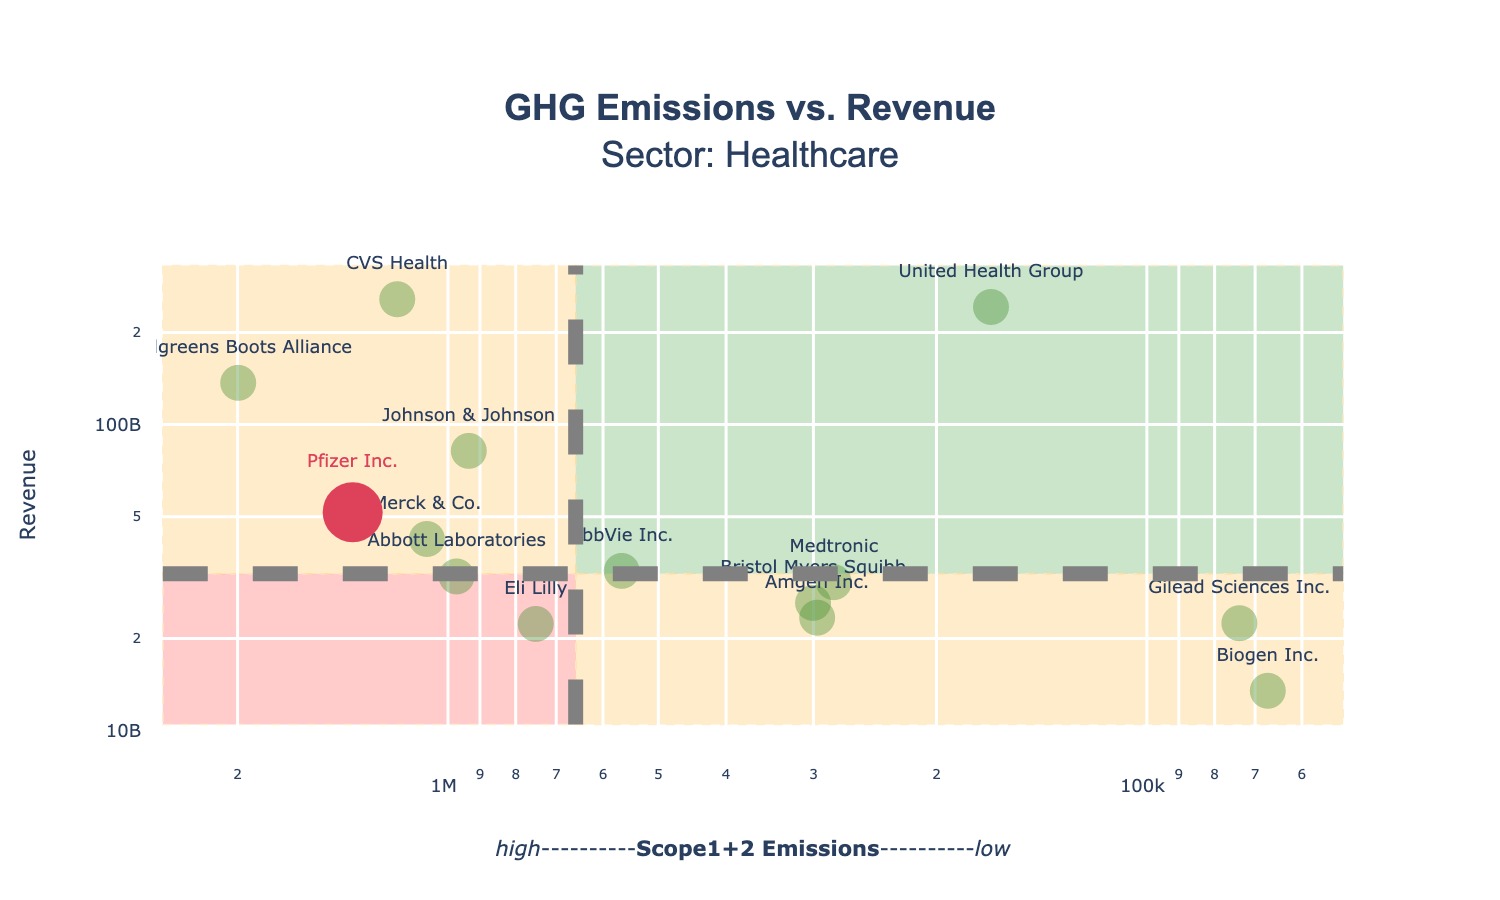 GHG Emissions vs. Revenue
Sector: Healthcare
CVS Health
United Health Group
2
lgreens Boots Alliance
Johnson & Johnson
100B
Pfizer Inc.
Merck & Co.
5
Abbott Laboratories
bbVie Inc.
Medtronic
Bristol Myers Squibb
Amgen Inc.
Eli Lilly
Gilead Sciences Inc.
2
Biogen Inc.
10B
Revenue
2 1M 9 8 7 6 5 4 3 2 100k 9 8 7 6
high----------Scope1+2 Emissions----------low